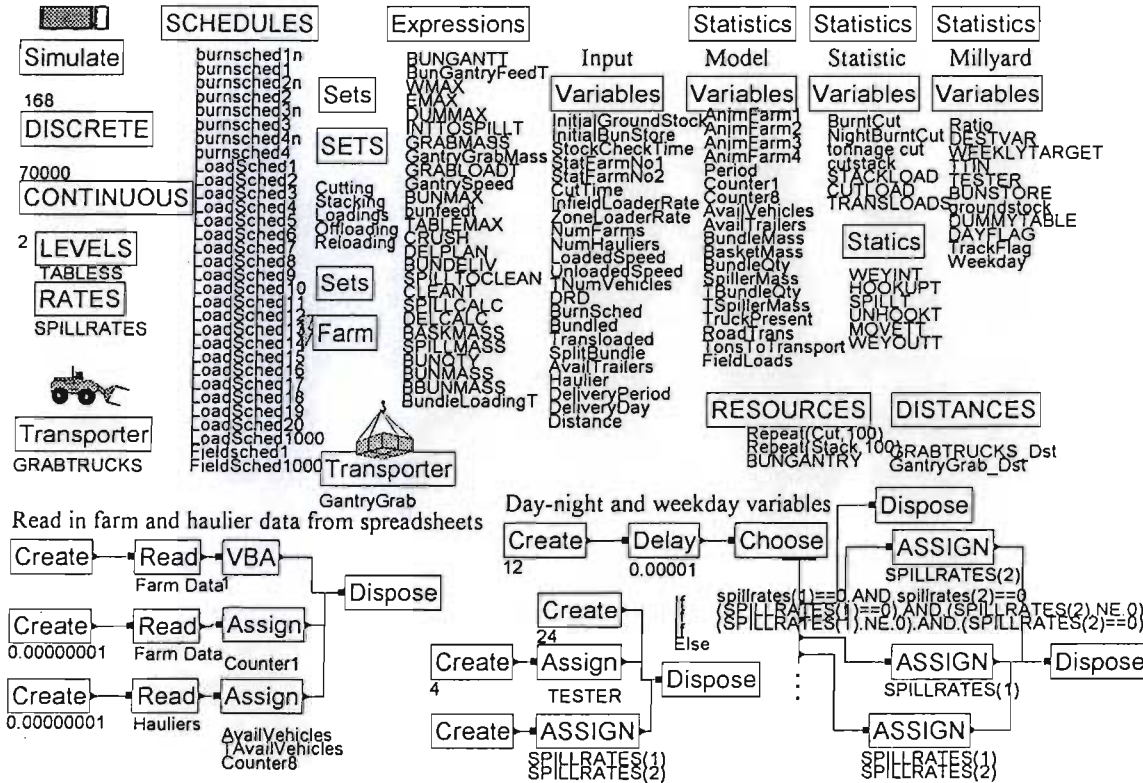 Simulate
168
DISCRETE
70000
CONTINUOUS
2
LEVELS
TABLESS
RATES
SPILLRATES
Transporter
GRABTRUCKS
SCHEDULES
burnsched1n
burnsched1
burnsched2n
burnsched2
burnsched3n
burnsched3
burnsched4n
burnsched4
LoadSched1
LoadSched2
LoadSched3
LoadSched4
LoadSched5
LoadSched6
LoadSched7
LoadSched8
LoadSched9
LoadSched10
LoadSched11
LoadSched12
LoadSched13
LoadSched14
LoadSched15
LoadSched16
LoadSched17
LoadSched18
LoadSched19
LoadSched20
LoadSched1000
Fieldsched1
FieldSched1000
Sets
SETS
Cutting
Stacking
Loadings
Offloading
Reloading
Sets
Farm
Expressions
BUNGANTT
BunGantryFeedT
WMAX
EMAX
DUMMAX
INTTOSPILLT
GRABMASS
GantryGrabMass
GRABLOADT
GantrySpeed
BUNMAX
bunfeedt
TABLEMAX
CRUSH
DELPLAN
BUNDELIV
SPILLTOCLEAN
CLEANT
SPILLCALC
DELCALC
BASKMASS
SPILLMASS
BUNQTY
BUNMASS
BBUNMASS
BundleLoadingT
Transporter
GantryGrab
Input
Variables
InitialGroundStock
InitialBunStore
StockCheckTime
StatFarmNo1
StatFarmNo2
CutTime
InfieldLoaderRate
ZoneLoaderRate
NumFarms
NumHauliers
LoadedSpeed
UnloadedSpeed
TNumVehicles
DRD
BurnSched
Bundled
Transloaded
SplitBundle
AvailTrailers
Haulier
DeliveryPeriod
DeliveryDay
Distance
Statistics
Model
Variables
AnimFarm1
AnimFarm2
AnimFarm3
AnimFarm4
Period
Counter1
Counter8
AvailVehicles
AvailTrailers
BundleMass
BasketMass
BundleQty
SpillerMass
TBundleQty
TSpillerMass
TruckPresent
RoadTrans
TonsToTransport
FieldLoads
Statistics
Statistic
Variables
BurntCut
NightBurntCut
tonnage cut
cutstack
STACKLOAD
CUTLOAD
TRANSLOADS
Statics
WEYINT
HOOKUPT
SPILLT
UNHOOKT
MOVETT
WEYOUTT
Statistics
Millyard
Variables
Ratio
DESTVAR
WEEKLYTARGET
TTIN
TESTER
BUNSTORE
groundstock
DUMMYTABLE
DAYFLAG
TrackFlag
Weekday
RESOURCES
Repeat(Cut,100)
Repeat(Stack,100)
BUNGANTRY
DISTANCES
GRABTRUCKS_Dst
GantryGrab_Dst
Read in farm and haulier data from spreadsheets
Create
Read
VBA
Farm Data
1
Dispose
Create
Read
Assign
0.00000001
Farm Data
Counter1
Create
Read
Assign
0.00000001
Hauliers
AvailVehicles
TAvailVehicles
Counter8
Day-night and weekday variables
Create
Delay
Choose
12
0.00001
If
spillrates(1)==0.AND.spillrates(2)==0
If
(SPILLRATES(1)==0).AND.(SPILLRATES(2).NE.0)
If
(SPILLRATES(1).NE.0).AND.(SPILLRATES(2)==0)
Else
Dispose
ASSIGN
SPILLRATES(2)
ASSIGN
SPILLRATES(1)
Dispose
ASSIGN
SPILLRATES(1)
SPILLRATES(2)
Create
24
Create
Assign
4
TESTER
Dispose
Create
ASSIGN
SPILLRATES(1)
SPILLRATES(2)